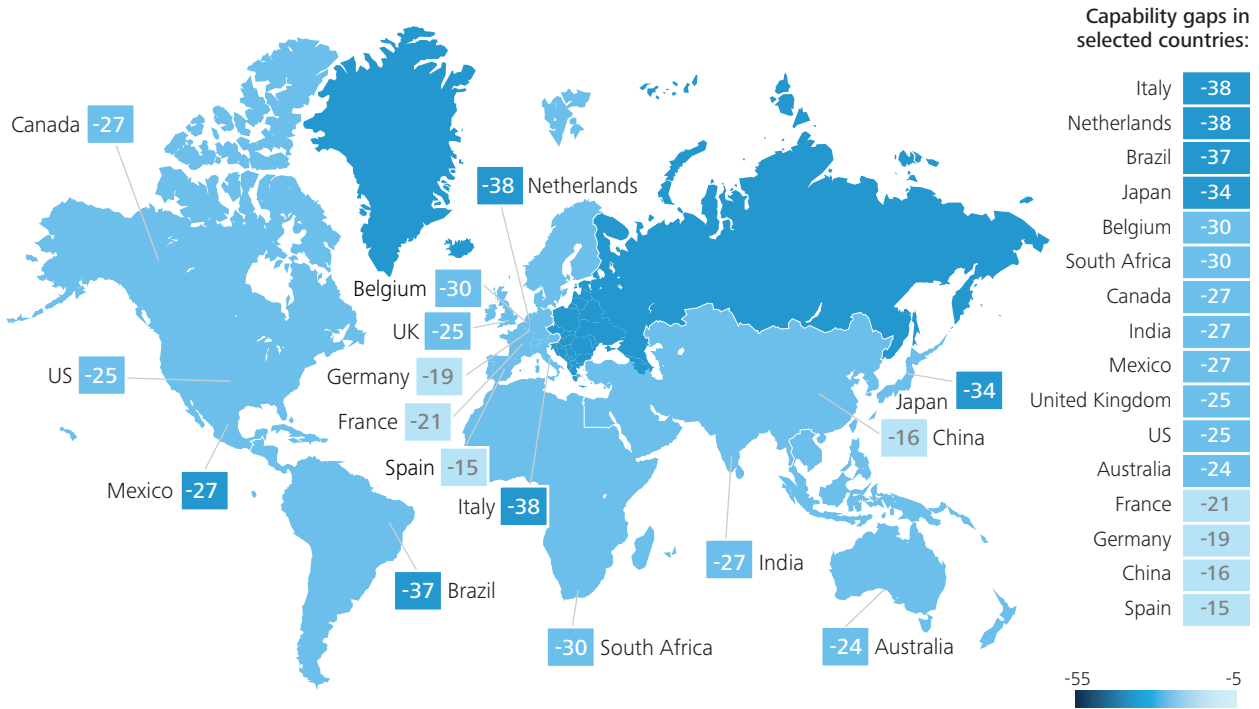 Capability gaps in
selected countries:
Canada -27
-38 Netherlands
Belgium -30
UK -25
US -25
Germany -19
France -21
Japan -34
-16 China
Spain -15
Mexico -27
Italy -38
-27 India
-37 Brazil
-30 South Africa
-24 Australia
Italy -38
Netherlands -38
Brazil -37
Japan -34
Belgium -30
South Africa -30
Canada -27
India -27
Mexico -27
United Kingdom -25
US -25
Australia -24
France -21
Germany -19
China -16
Spain -15
-55 -5